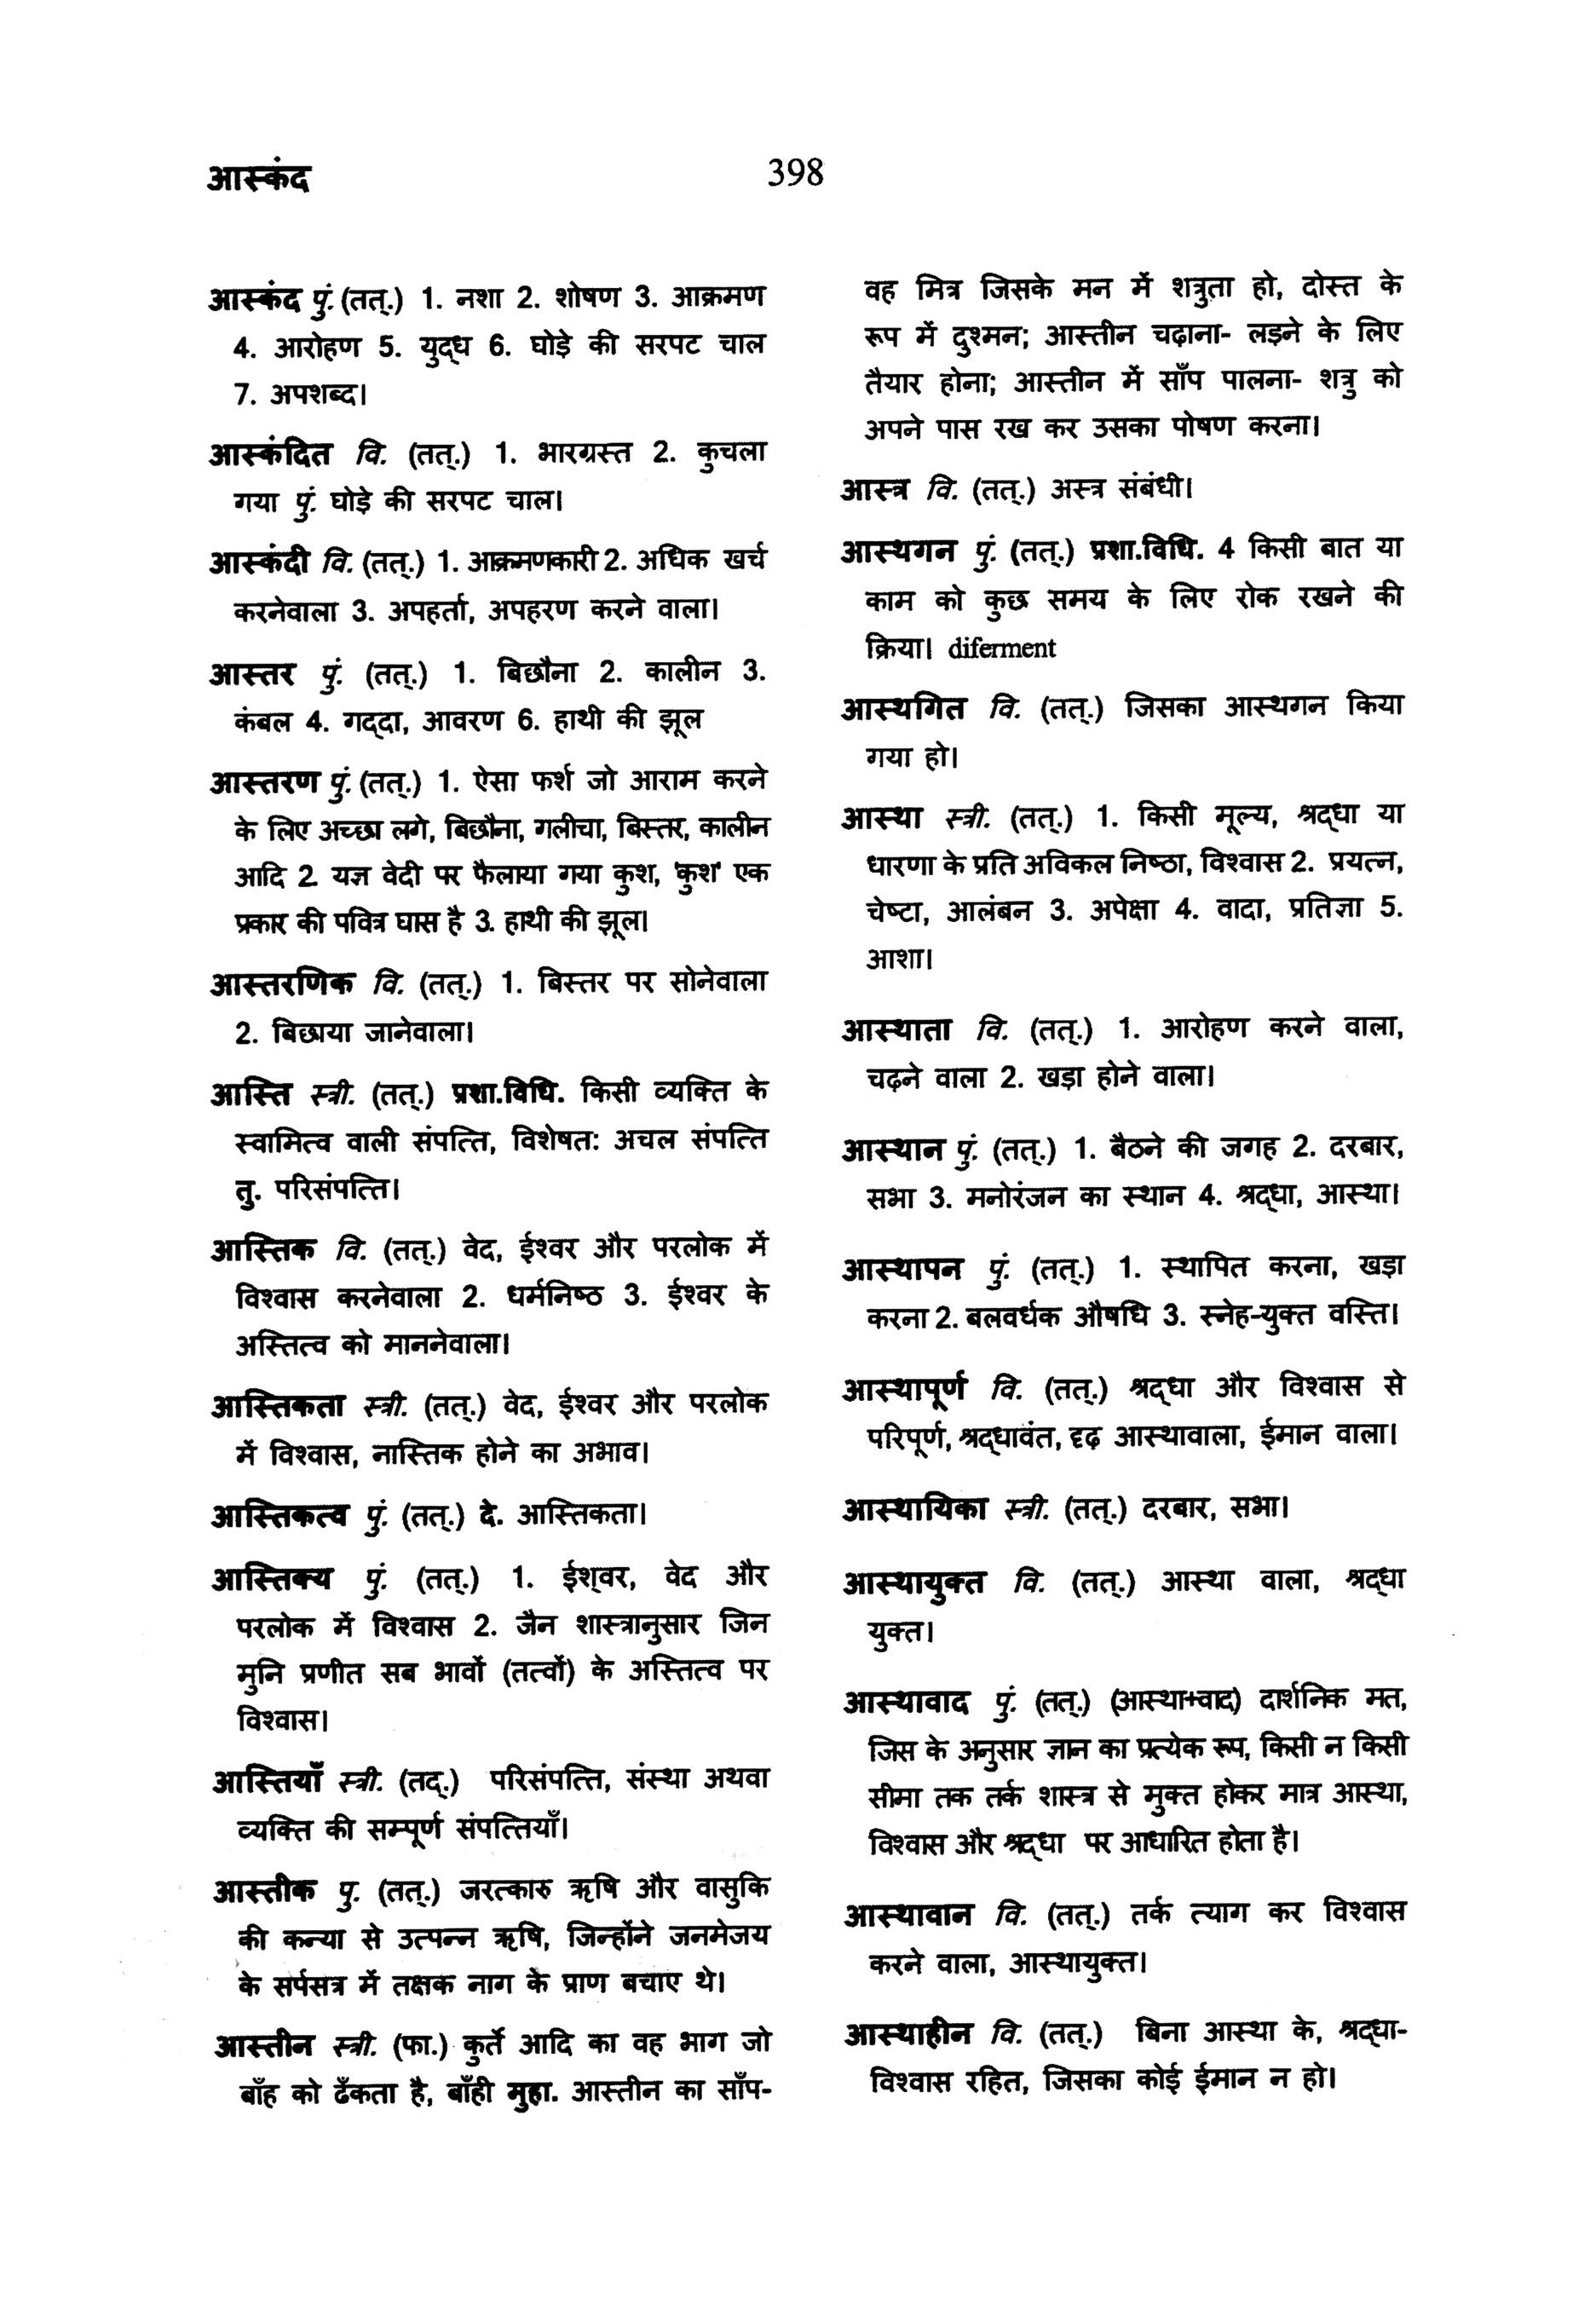 आस्कंद
398
आस्कंद पुं. (तत्.) 1. नशा 2. शोषण 3. आक्रमण
4. आरोहण 5. युद्ध 6. घोड़े की सरपट चाल
7. अपशब्द।
आस्कंदित वि. (तत्.) 1. भारग्रस्त 2. कुचला
गया पुं. घोड़े की सरपट चाल।
आस्कंदी वि. (तत्.) 1. आक्रमणकारी 2. अधिक खर्च
करनेवाला 3. अपहर्ता, अपहरण करने वाला।
आस्तर पुं. (तत्.) 1. बिछौना 2. कालीन 3.
कंबल 4. गद्दा, आवरण 6. हाथी की झूल
आस्तरण पुं. (तत्.) 1. ऐसा फर्श जो आराम करने
के लिए अच्छा लगे, बिछौना, गलीचा, बिस्तर, कालीन
आदि 2. यज्ञ वेदी पर फैलाया गया कुश, 'कुश' एक
प्रकार की पवित्र घास है 3. हाथी की झूल।
आस्तरणिक वि. (तत्.) 1. बिस्तर पर सोनेवाला
2. बिछाया जानेवाला।
आस्ति स्त्री. (तत्.) प्रशा.विधि. किसी व्यक्ति के
स्वामित्व वाली संपत्ति, विशेषत: अचल संपत्ति
तु. परिसंपत्ति।
आस्तिक वि. (तत्.) वेद, ईश्वर और परलोक में
विश्वास करनेवाला 2. धर्मनिष्ठ 3. ईश्वर के
अस्तित्व को माननेवाला।
आस्तिकता स्त्री. (तत्.) वेद, ईश्वर और परलोक
में विश्वास, नास्तिक होने का अभाव।
आस्तिकत्व पुं. (तत्.) दे. आस्तिकता।
आस्तिक्य पुं. (तत्.) 1. ईश्वर, वेद और
परलोक में विश्वास 2. जैन शास्त्रानुसार जिन
मुनि प्रणीत सब भावों (तत्वों) के अस्तित्व पर
विश्वास।
आस्तियाँ स्त्री. (तद्.) परिसंपत्ति, संस्था अथवा
व्यक्ति की सम्पूर्ण संपत्तियाँ।
आस्तीक पु. (तत्.) जरत्कारु ऋषि और वासुकि
की कन्या से उत्पन्न ऋषि, जिन्होंने जनमेजय
के सर्पसत्र में तक्षक नाग के प्राण बचाए थे।
आस्तीन स्त्री. (फा.) कुर्ते आदि का वह भाग जो
बाँह को ढँकता है, बाँही मुहा. आस्तीन का साँप-
वह मित्र जिसके मन में शत्रुता हो, दोस्त के
रूप में दुश्मन; आस्तीन चढ़ाना- लड़ने के लिए
तैयार होना; आस्तीन में साँप पालना- शत्रु को
अपने पास रख कर उसका पोषण करना।
आस्त्र वि. (तत्.) अस्त्र संबंधी।
आस्थगन पुं. (तत्.) प्रशा.विधि. 4 किसी बात या
काम को कुछ समय के लिए रोक रखने की
क्रिया। diferment
आस्थगित वि. (तत्.) जिसका आस्थगन किया
गया हो।
आस्था स्त्री. (तत्.) 1. किसी मूल्य, श्रद्धा या
धारणा के प्रति अविकल निष्ठा, विश्वास 2. प्रयत्न,
चेष्टा, आलंबन 3. अपेक्षा 4. वादा, प्रतिज्ञा 5.
आशा।
आस्थाता वि. (तत्.) 1. आरोहण करने वाला,
चढ़ने वाला 2. खड़ा होने वाला।
आस्थान पुं. (तत्.) 1. बैठने की जगह 2. दरबार,
सभा 3. मनोरंजन का स्थान 4. श्रद्धा, आस्था।
आस्थापन पुं. (तत्.) 1. स्थापित करना, खड़ा
करना 2. बलवर्धक औषधि 3. स्नेह-युक्त वस्ति।
आस्थापूर्ण वि. (तत्.) श्रद्धा और विश्वास से
परिपूर्ण, श्रद्धावंत, दृढ़ आस्थावाला, ईमान वाला।
आस्थायिका स्त्री. (तत्.) दरबार, सभा।
आस्थायुक्त वि. (तत्.) आस्था वाला, श्रद्धा
युक्त।
आस्थावाद पुं. (तत्.) (आस्था+वाद) दार्शनिक मत,
जिस के अनुसार ज्ञान का प्रत्येक रूप, किसी न किसी
सीमा तक तर्क शास्त्र से मुक्त होकर मात्र आस्था,
विश्वास और श्रद्धा पर आधारित होता है।
आस्थावान वि. (तत्.) तर्क त्याग कर विश्वास
करने वाला, आस्थायुक्त।
आस्थाहीन वि. (तत्.) बिना आस्था के, श्रद्धा-
विश्वास रहित, जिसका कोई ईमान न हो।